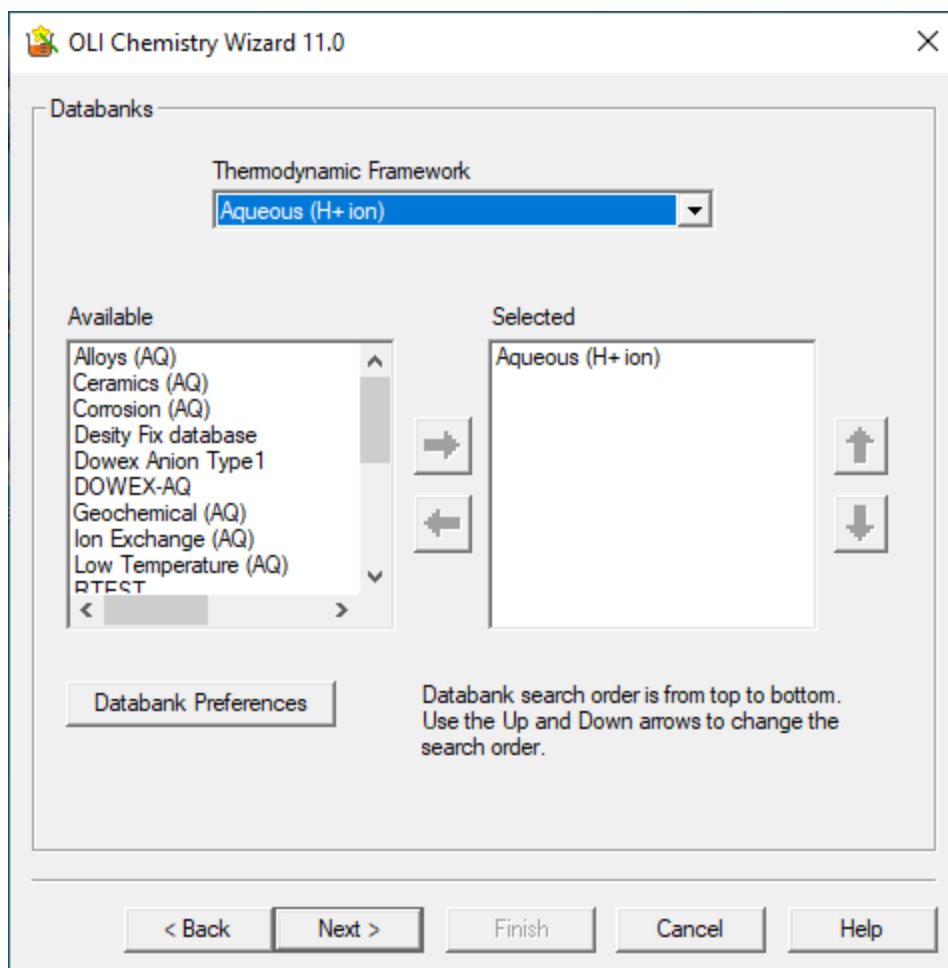 OLI Chemistry Wizard 11.0
Databanks
Thermodynamic Framework
Aqueous (H+ ion)
Available
Selected
Alloys (AQ)
Ceramics (AQ)
Corrosion (AQ)
Desity Fix database
Dowex Anion Type1
DOWEX-AQ
Geochemical (AQ)
Ion Exchange (AQ)
Low Temperature (AQ)
RTEST
Aqueous (H+ ion)
Databank Preferences
Databank search order is from top to bottom.
Use the Up and Down arrows to change the
search order.
< Back
Next >
Finish
Cancel
Help